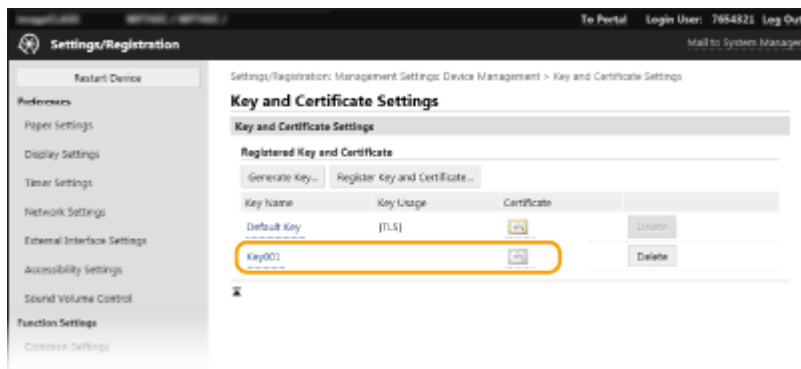 To Portal Login User: 7654321 Log Out
Settings/Registration
Mail to System Manager
Restart Device
Settings/Registration: Management Settings: Device Management > Key and Certificate Settings
Preferences
Key and Certificate Settings
Paper Settings
Key and Certificate Settings
Display Settings
Registered Key and Certificate
Timer Settings
Generate Key... Register Key and Certificate...
Network Settings
Key Name Key Usage Certificate
External Interface Settings
Default Key [TLS] Delete
Accessibility Settings
Key001 Delete
Sound Volume Control
Function Settings
Common Settings